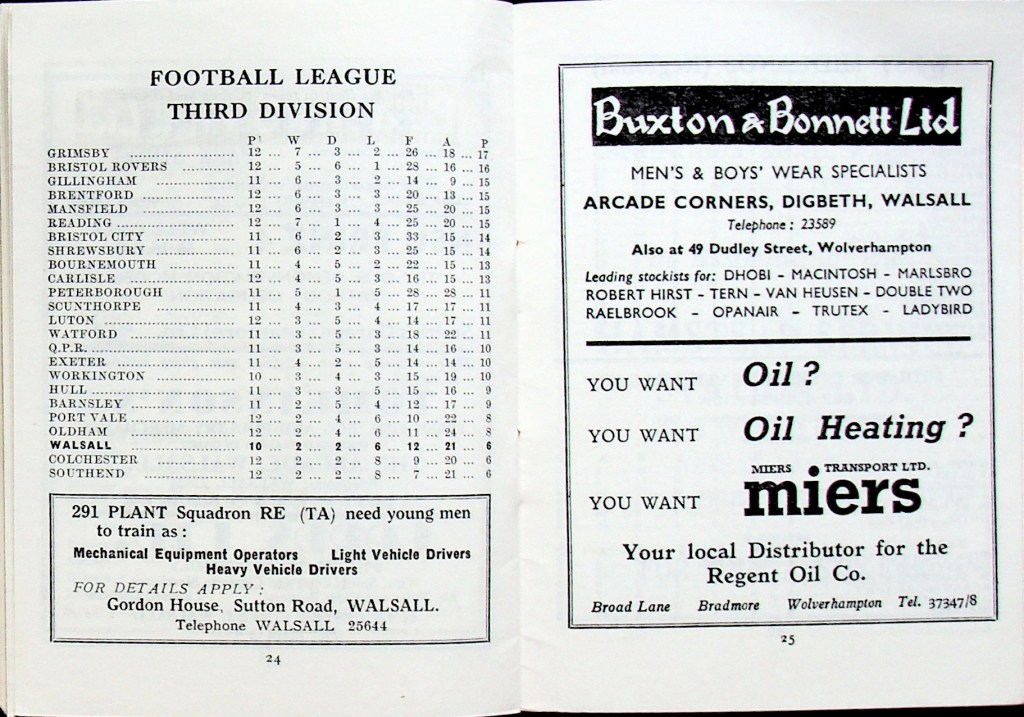 FOOTBALL LEAGUE
THIRD DIVISION
P W D L F A P
GRIMSBY 12 ... 7 ... 3 ... 2 ... 26 ... 18 ... 17
BRISTOL ROVERS 12 ... 5 ... 6 ... 1 ... 28 ... 16 ... 16
GILLINGHAM 11 ... 6 ... 3 ... 2 ... 14 ... 9 ... 15
BRENTFORD 12 ... 6 ... 3 ... 3 ... 20 ... 13 ... 15
MANSFIELD 12 ... 6 ... 3 ... 3 ... 25 ... 20 ... 15
READING 12 ... 7 ... 1 ... 4 ... 25 ... 20 ... 15
BRISTOL CITY 11 ... 6 ... 2 ... 3 ... 33 ... 15 ... 14
SHREWSBURY 11 ... 6 ... 2 ... 3 ... 25 ... 15 ... 14
BOURNEMOUTH 11 ... 4 ... 5 ... 2 ... 22 ... 15 ... 13
CARLISLE 12 ... 4 ... 5 ... 3 ... 16 ... 15 ... 13
PETERBOROUGH 11 ... 5 ... 1 ... 5 ... 28 ... 28 ... 11
SCUNTHORPE 11 ... 4 ... 3 ... 4 ... 17 ... 17 ... 11
LUTON 12 ... 3 ... 5 ... 4 ... 14 ... 17 ... 11
WATFORD 11 ... 3 ... 5 ... 3 ... 18 ... 22 ... 11
Q.P.R. 11 ... 3 ... 5 ... 3 ... 14 ... 16 ... 10
EXETER 11 ... 4 ... 2 ... 5 ... 14 ... 14 ... 10
WORKINGTON 10 ... 3 ... 4 ... 3 ... 15 ... 19 ... 10
HULL 11 ... 3 ... 3 ... 5 ... 15 ... 16 ... 9
BARNSLEY 11 ... 2 ... 5 ... 4 ... 12 ... 17 ... 9
PORT VALE 12 ... 2 ... 4 ... 6 ... 10 ... 22 ... 8
OLDHAM 12 ... 2 ... 4 ... 6 ... 11 ... 24 ... 8
WALSALL 10 ... 2 ... 2 ... 6 ... 12 ... 21 ... 6
COLCHESTER 12 ... 2 ... 2 ... 8 ... 9 ... 20 ... 6
SOUTHEND 12 ... 2 ... 2 ... 8 ... 7 ... 21 ... 6
291 PLANT Squadron RE (TA) need young men
to train as :
Mechanical Equipment Operators Light Vehicle Drivers
Heavy Vehicle Drivers
FOR DETAILS APPLY :
Gordon House, Sutton Road, WALSALL.
Telephone WALSALL 25644
24
Buxton & Bonnett Ltd
MEN'S & BOYS' WEAR SPECIALISTS
ARCADE CORNERS, DIGBETH, WALSALL
Telephone : 23589
Also at 49 Dudley Street, Wolverhampton
Leading stockists for: DHOBI - MACINTOSH - MARLSBRO
ROBERT HIRST - TERN - VAN HEUSEN - DOUBLE TWO
RAELBROOK - OPANAIR - TRUTEX - LADYBIRD
YOU WANT Oil ?
YOU WANT Oil Heating ?
MIERS TRANSPORT LTD.
YOU WANT miers
Your local Distributor for the
Regent Oil Co.
Broad Lane Bradmore Wolverhampton Tel. 37347/8
25